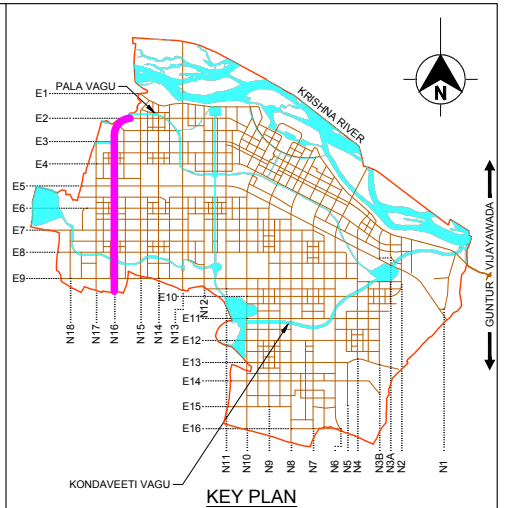 PALA VAGU
KRISHNA RIVER
N
E1
E2
E3
E4
E5
E6
E7
E8
E9
E10
E11
E12
E13
E14
E15
E16
N18
N17
N16
N15
N14
N13
N12
N11
N10
N9
N8
N7
N6
N5
N4
N3B
N3A
N2
N1
GUNTUR VIJAYAWADA
KONDAVEETI VAGU
KEY PLAN